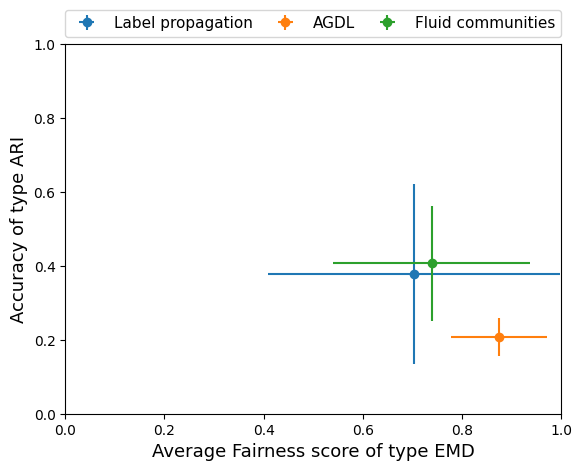 Label propagation AGDL Fluid communities
1.0
0.8
0.6
0.4
0.2
0.0
Accuracy of type ARI
0.0 0.2 0.4 0.6 0.8 1.0
Average Fairness score of type EMD